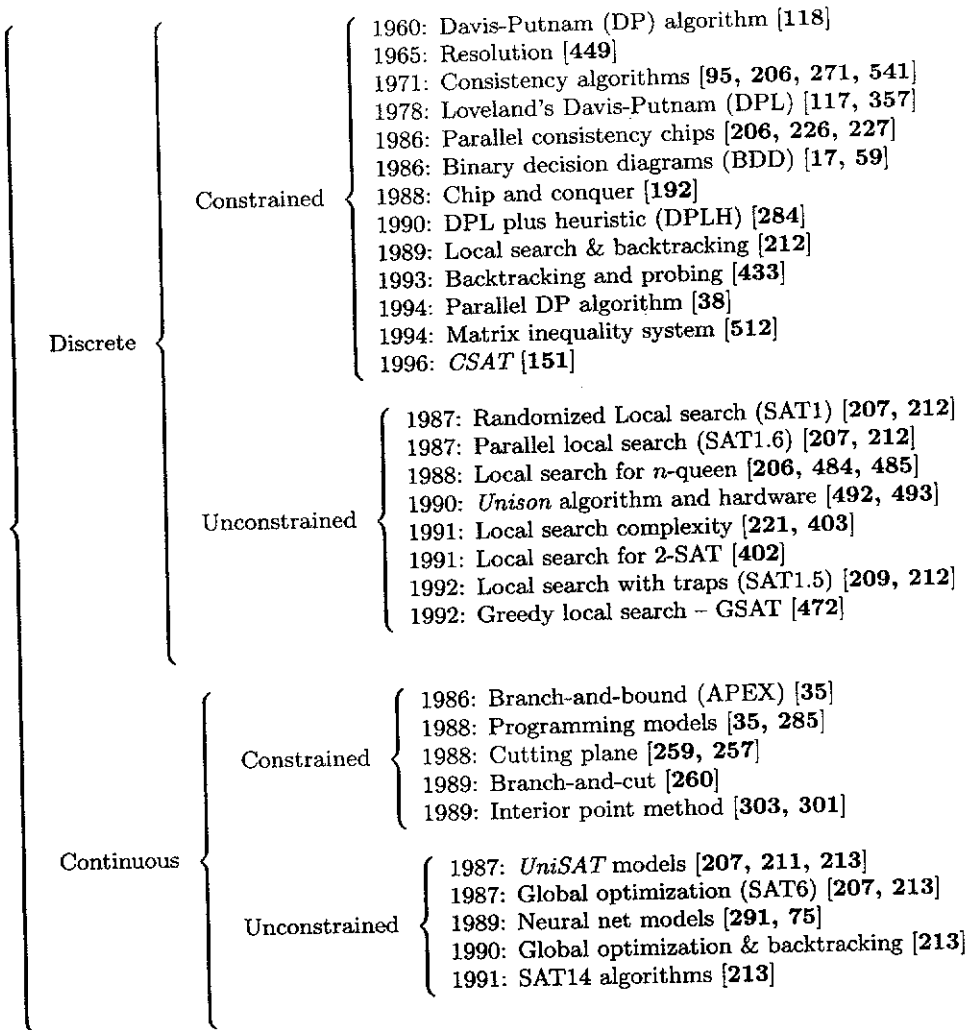 Discrete
Constrained
1960: Davis-Putnam (DP) algorithm [118]
1965: Resolution [449]
1971: Consistency algorithms [95, 206, 271, 541]
1978: Loveland's Davis-Putnam (DPL) [117, 357]
1986: Parallel consistency chips [206, 226, 227]
1986: Binary decision diagrams (BDD) [17, 59]
1988: Chip and conquer [192]
1990: DPL plus heuristic (DPLH) [284]
1989: Local search & backtracking [212]
1993: Backtracking and probing [433]
1994: Parallel DP algorithm [38]
1994: Matrix inequality system [512]
1996: CSAT [151]
Unconstrained
1987: Randomized Local search (SAT1) [207, 212]
1987: Parallel local search (SAT1.6) [207, 212]
1988: Local search for n-queen [206, 484, 485]
1990: Unison algorithm and hardware [492, 493]
1991: Local search complexity [221, 403]
1991: Local search for 2-SAT [402]
1992: Local search with traps (SAT1.5) [209, 212]
1992: Greedy local search – GSAT [472]
Continuous
Constrained
1986: Branch-and-bound (APEX) [35]
1988: Programming models [35, 285]
1988: Cutting plane [259, 257]
1989: Branch-and-cut [260]
1989: Interior point method [303, 301]
Unconstrained
1987: UniSAT models [207, 211, 213]
1987: Global optimization (SAT6) [207, 213]
1989: Neural net models [291, 75]
1990: Global optimization & backtracking [213]
1991: SAT14 algorithms [213]